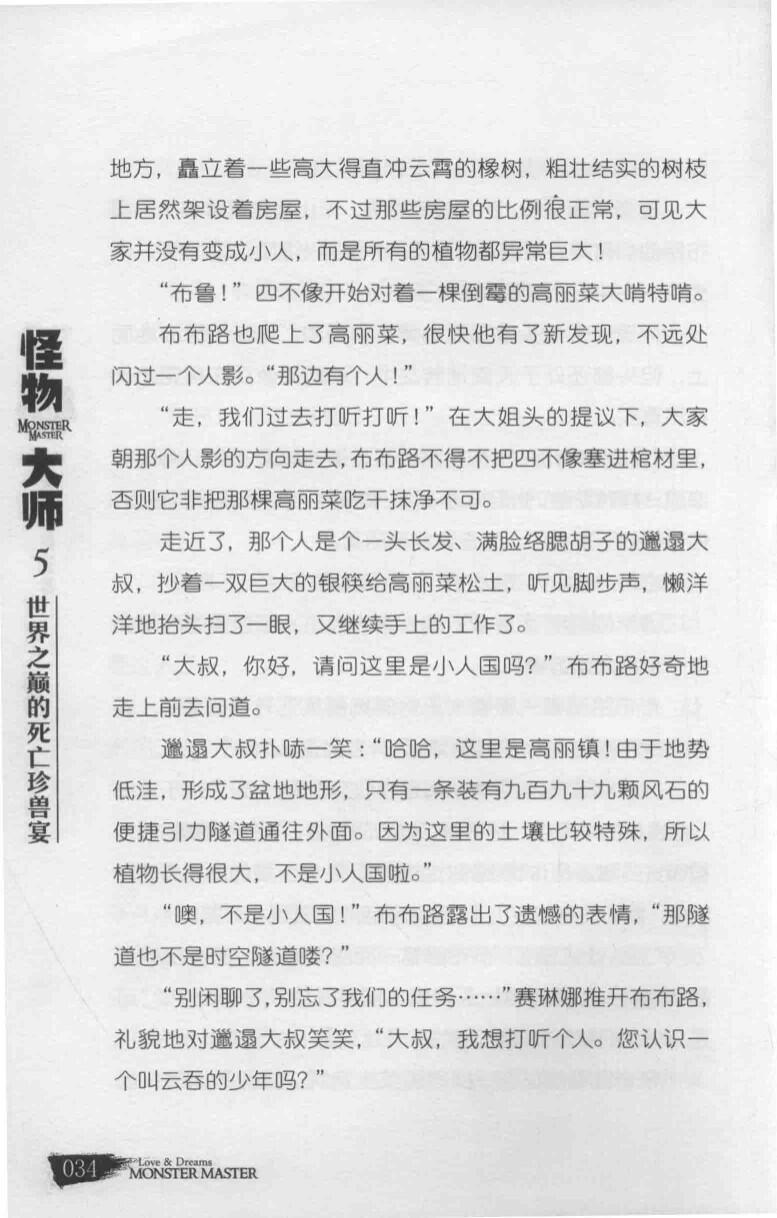 地方，矗立着一些高大得直冲云霄的橡树，粗壮结实的树枝
上居然架设着房屋，不过那些房屋的比例很正常，可见大
家并没有变成小人，而是所有的植物都异常巨大！
“布鲁！”四不像开始对着一棵倒霉的高丽菜大啃特啃。
布布路也爬上了高丽菜，很快他有了新发现，不远处
闪过一个人影。“那边有个人！”
“走，我们过去打听打听！”在大姐头的提议下，大家
朝那个人影的方向走去，布布路不得不把四不像塞进棺材里，
否则它非把那棵高丽菜吃干抹净不可。
走近了，那个人是个一头长发、满脸络腮胡子的邋遢大
叔，抄着一双巨大的银筷给高丽菜松土，听见脚步声，懒洋
洋地抬头扫了一眼，又继续手上的工作了。
“大叔，你好，请问这里是小人国吗？”布布路好奇地
走上前去问道。
邋遢大叔扑哧一笑：“哈哈，这里是高丽镇！由于地势
低洼，形成了盆地地形，只有一条装有九百九十九颗风石的
便捷引力隧道通往外面。因为这里的土壤比较特殊，所以
植物长得很大，不是小人国啦。”
“噢，不是小人国！”布布路露出了遗憾的表情，“那隧
道也不是时空隧道喽？”
“别闲聊了，别忘了我们的任务……”赛琳娜推开布布路，
礼貌地对邋遢大叔笑笑，“大叔，我想打听个人。您认识一
个叫云吞的少年吗？”
怪物
MONSTER
MASTER
大师
5
世界之巅的死亡珍兽宴
034
Love & Dreams
MONSTER MASTER